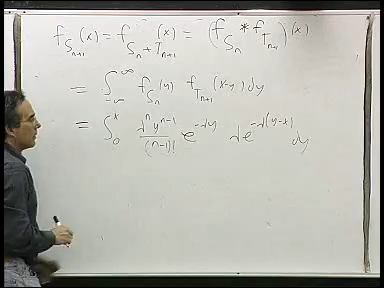 f_{S_{n+1}}(x) = f_{S_n + T_{n+1}}(x) = (f_{S_n} * f_{T_{n+1}})(x)
= ∫_{-∞}^{∞} f_{S_n}(y) f_{T_{n+1}}(x-y) dy
= ∫_0^x \frac{λ^n y^{n-1}}{(n-1)!} e^{-λy} λe^{-λ(y-x)} dy